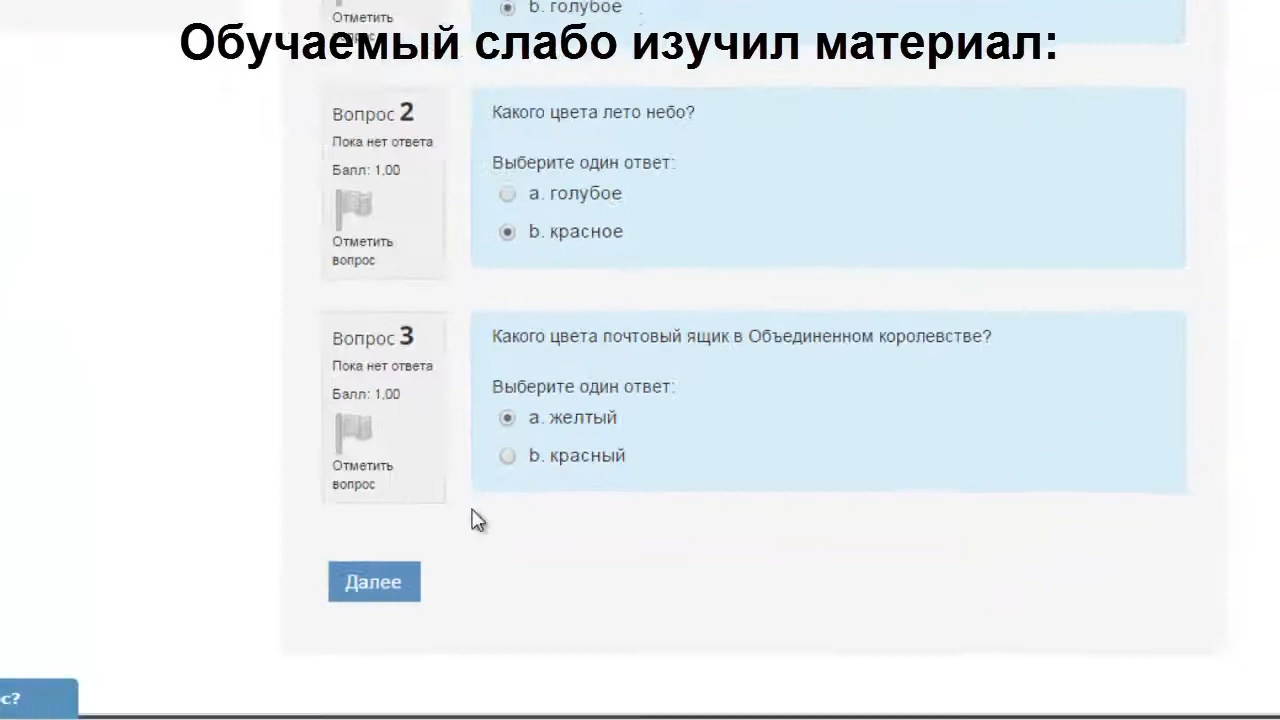 b. голубое
Отметить
Обучаемый слабо изучил материал:
Вопрос 2
Пока нет ответа
Балл: 1,00
Отметить
вопрос
Какого цвета лето небо?
Выберите один ответ:
a. голубое
b. красное
Вопрос 3
Пока нет ответа
Балл: 1,00
Отметить
вопрос
Какого цвета почтовый ящик в Объединенном королевстве?
Выберите один ответ:
a. желтый
b. красный
Далее
с?